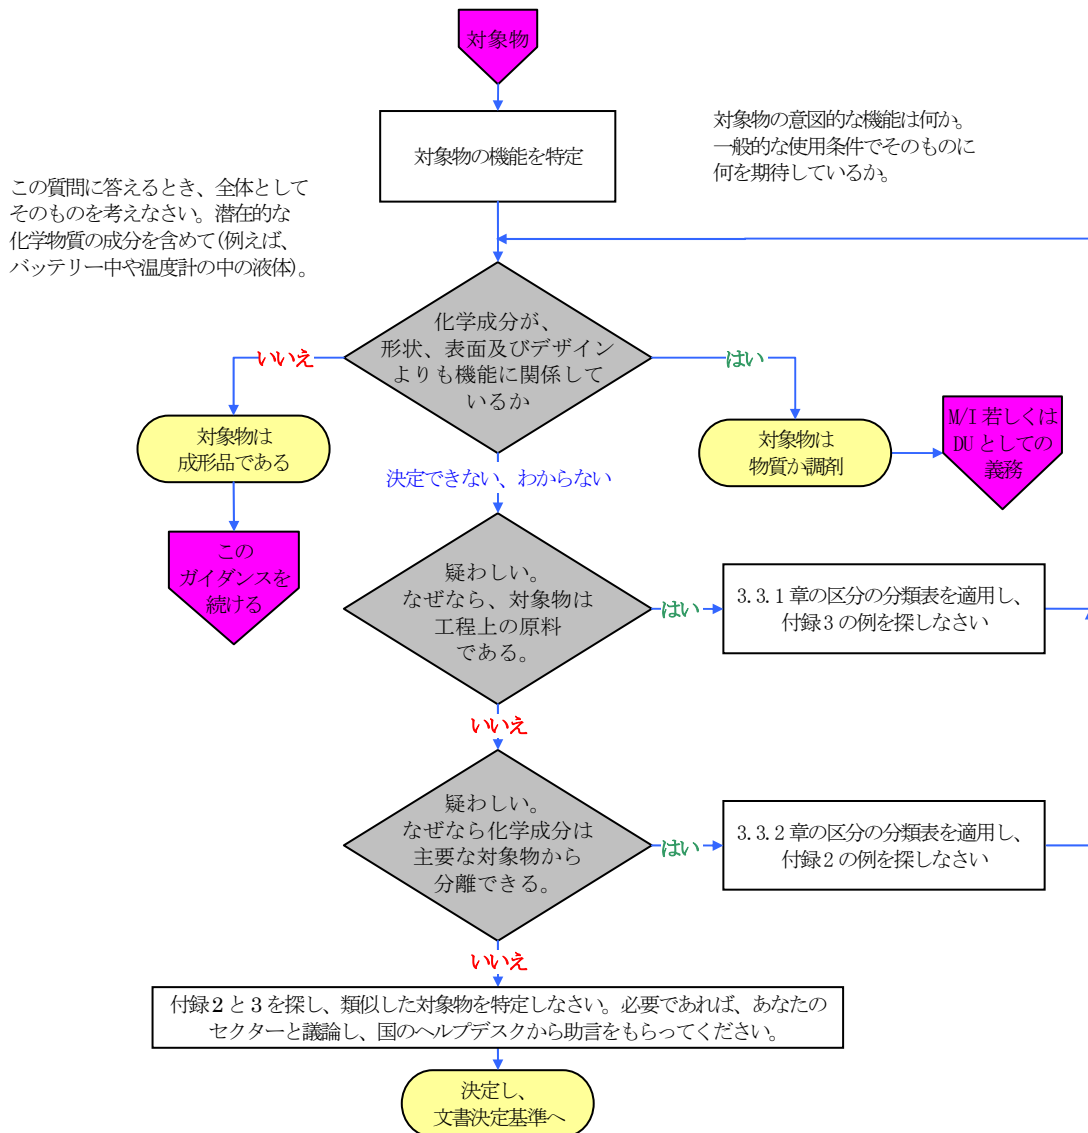 対象物
対象物の機能を特定
対象物の意図的な機能は何か。
一般的な使用条件でそのものに
何を期待しているか。
この質問に答えるとき、全体として
そのものを考えなさい。潜在的な
化学物質の成分を含めて(例えば、
バッテリー中や温度計の中の液体)。
化学成分が、
形状、表面及びデザイン
よりも機能に関係して
いるか
いいえ
はい
対象物は
成形品である
対象物は
物質か調剤
M/I 若しくは
DU としての
義務
決定できない、わからない
この
ガイダンスを
続ける
疑わしい。
なぜなら、対象物は
工程上の原料
である。
はい
3.3.1 章の区分の分類表を適用し、
付録3 の例を探しなさい
いいえ
疑わしい。
なぜなら化学成分は
主要な対象物から
分離できる。
はい
3.3.2 章の区分の分類表を適用し、
付録2 の例を探しなさい
いいえ
付録2 と 3 を探し、類似した対象物を特定しなさい。必要であれば、あなたの
セクターと議論し、国のヘルプデスクから助言をもらってください。
決定し、
文書決定基準へ